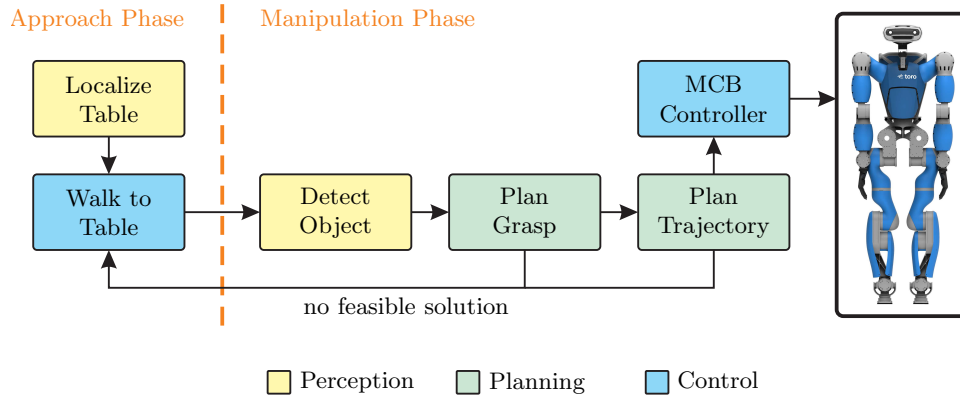 Approach Phase
Manipulation Phase
Localize
Table
MCB
Controller
toro
Walk to
Table
Detect
Object
Plan
Grasp
Plan
Trajectory
no feasible solution
Perception
Planning
Control